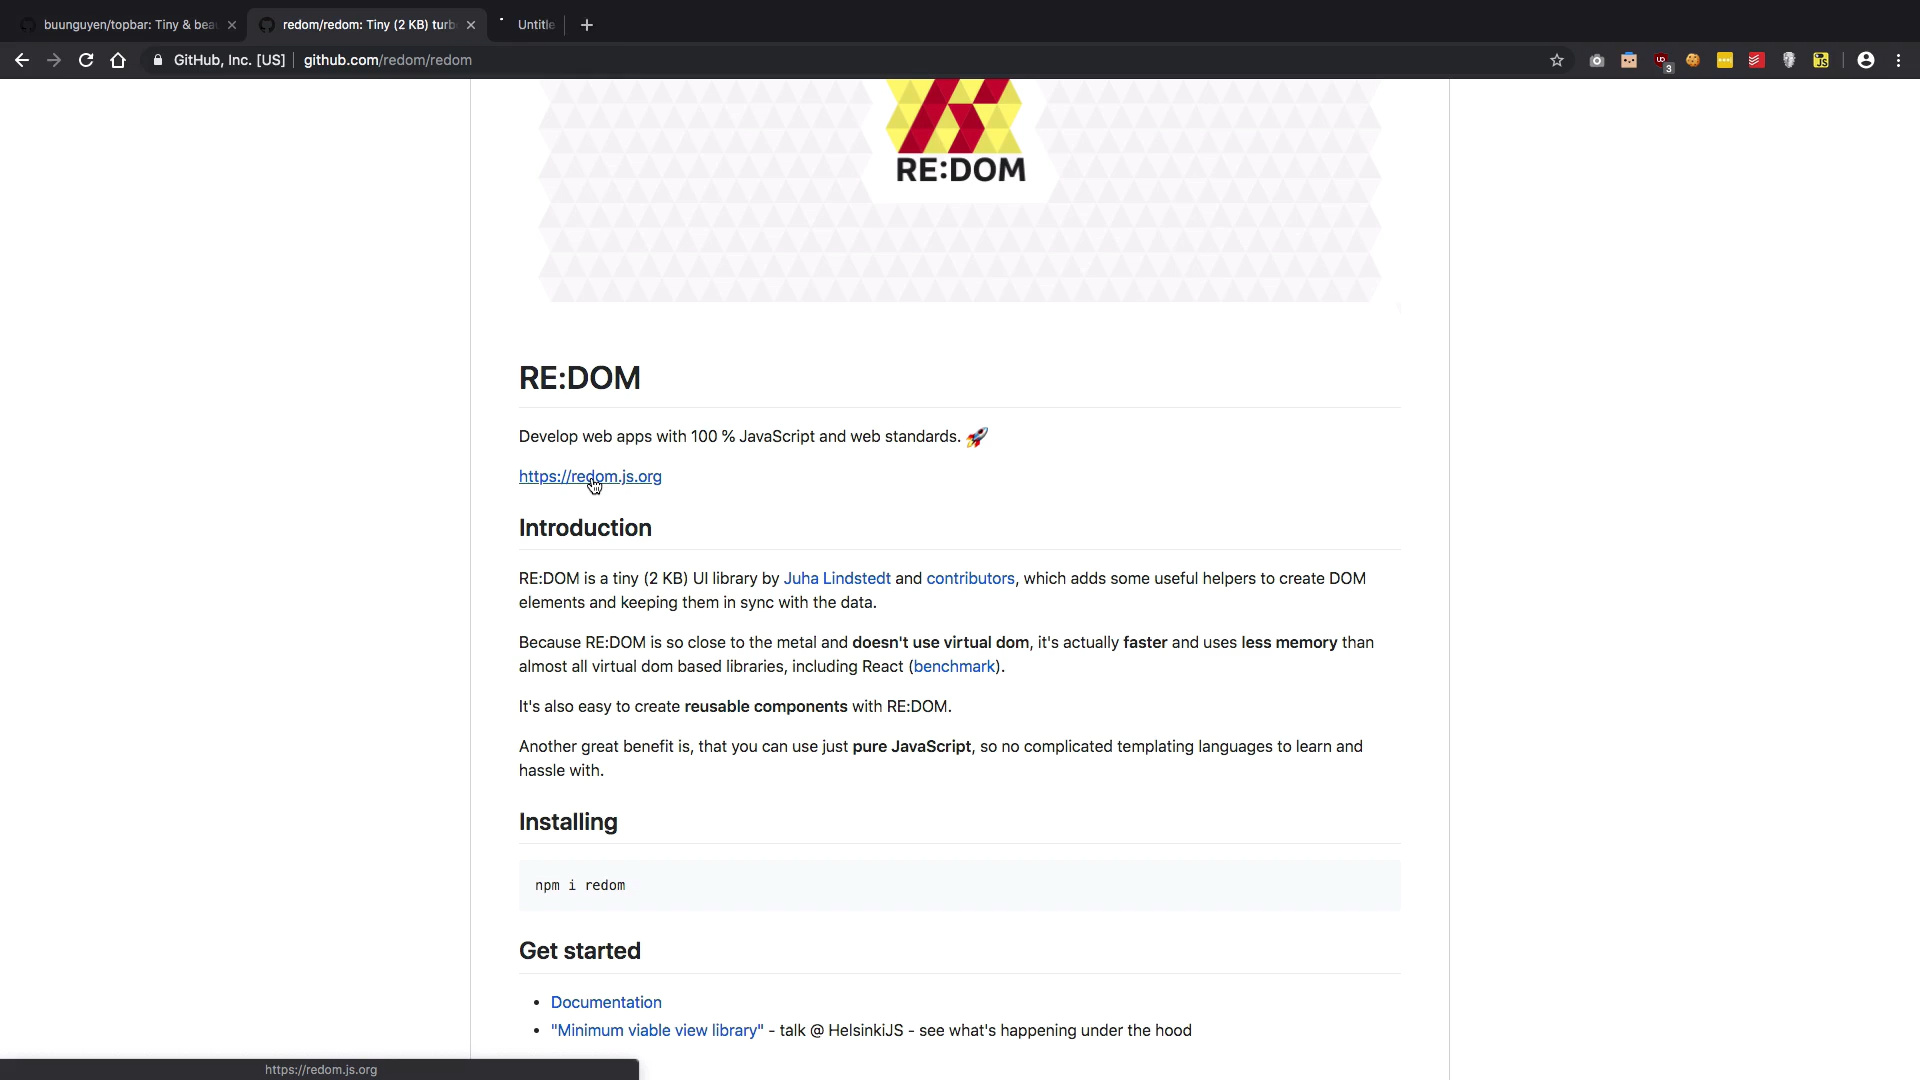 buunguyen/topbar: Tiny & bea
redom/redom: Tiny (2 KB) turb
Untitle
GitHub, Inc. [US]
github.com/redom/redom
3
JS
RE:DOM
RE:DOM
Develop web apps with 100 % JavaScript and web standards. 🚀
https://redom.js.org
Introduction
RE:DOM is a tiny (2 KB) UI library by Juha Lindstedt and contributors, which adds some useful helpers to create DOM
elements and keeping them in sync with the data.
Because RE:DOM is so close to the metal and doesn't use virtual dom, it's actually faster and uses less memory than
almost all virtual dom based libraries, including React (benchmark).
It's also easy to create reusable components with RE:DOM.
Another great benefit is, that you can use just pure JavaScript, so no complicated templating languages to learn and
hassle with.
Installing
npm i redom
Get started
• Documentation
• "Minimum viable view library" - talk @ HelsinkiJS - see what's happening under the hood
https://redom.js.org